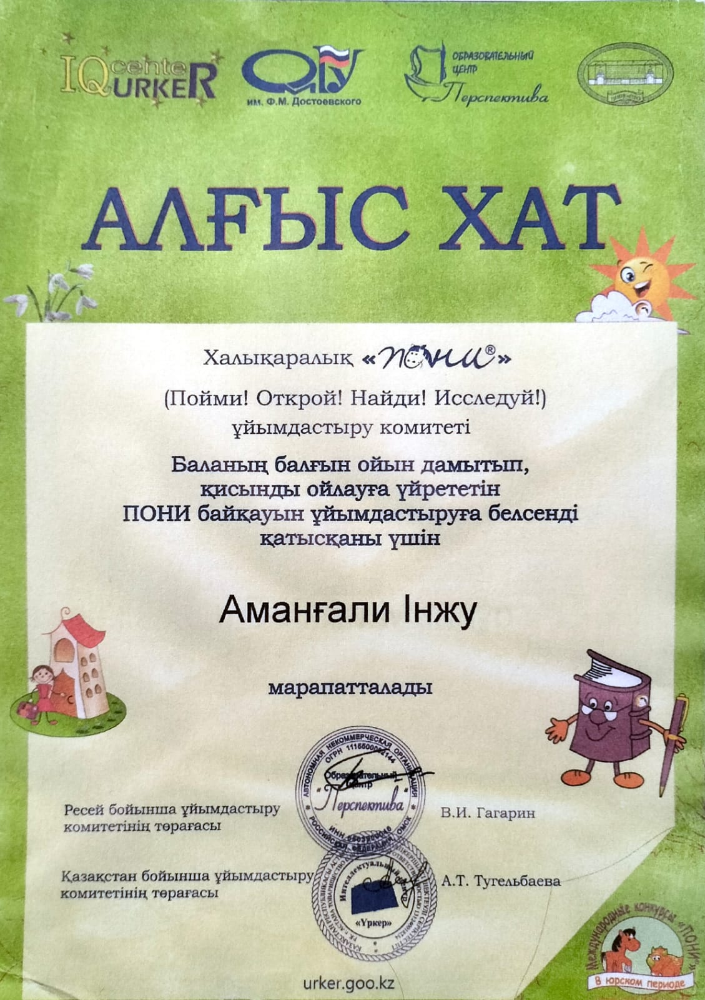 IQ center URKER
ОмГУ
им. Ф.М. Достоевского
ОБРАЗОВАТЕЛЬНЫЙ
ЦЕНТР
Перспектива
АЛҒЫС ХАТ
Халықаралық «ПОНИ®»
(Пойми! Открой! Найди! Исследуй!)
ұйымдастыру комитеті
Баланың балғын ойын дамытып,
қисынды ойлауға үйрететін
ПОНИ байқауын ұйымдастыруға белсенді
қатысқаны үшін
Аманғали Інжу
марапатталады
АВТОНОМНАЯ НЕКОММЕРЧЕСКАЯ ОРГАНИЗАЦИЯ
ОГРН
Образовательный
Центр
"Перспектива"
ИНН
РОССИЙСКАЯ ФЕДЕРАЦИЯ, ОМСК
Ресей бойынша ұйымдастыру
комитетінің төрағасы
В.И. Гагарин
Интеллектуальный центр
«Үркер»
Қазақстан бойынша ұйымдастыру
комитетінің төрағасы
А.Т. Тугельбаева
urker.goo.kz
Международные конкурсы «ПОНИ»
В юрском периоде